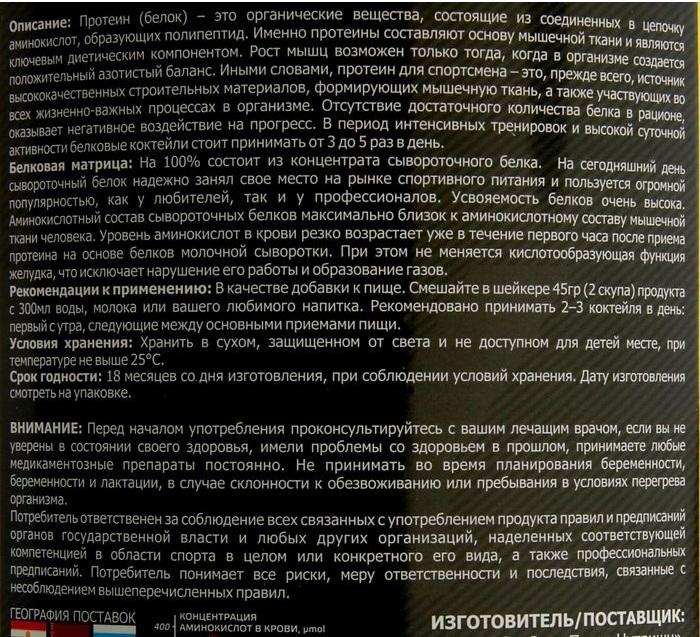 Описание: Протеин (белок) – это органические вещества, состоящие из соединенных в цепочку
аминокислот, образующих полипептид. Именно протеины составляют основу мышечной ткани и являются
ключевым диетическим компонентом. Рост мышц возможен только тогда, когда в организме создается
положительный азотистый баланс. Иными словами, протеин для спортсмена – это, прежде всего, источник
высококачественных строительных материалов, формирующих мышечную ткань, а также участвующих во
всех жизненно-важных процессах в организме. Отсутствие достаточного количества белка в рационе,
оказывает негативное воздействие на прогресс. В период интенсивных тренировок и высокой суточной
активности белковые коктейли стоит принимать от 3 до 5 раз в день.
Белковая матрица: На 100% состоит из концентрата сывороточного белка. На сегодняшний день
сывороточный белок надежно занял свое место на рынке спортивного питания и пользуется огромной
популярностью, как у любителей, так и у профессионалов. Усвояемость белков очень высока.
Аминокислотный состав сывороточных белков максимально близок к аминокислотному составу мышечной
ткани человека. Уровень аминокислот в крови резко возрастает уже в течение первого часа после приема
протеина на основе белков молочной сыворотки. При этом не меняется кислотообразующая функция
желудка, что исключает нарушение его работы и образование газов.
Рекомендации к применению: В качестве добавки к пище. Смешайте в шейкере 45гр (2 скупа) продукта
с 300мл воды, молока или вашего любимого напитка. Рекомендовано принимать 2–3 коктейля в день:
первый с утра, следующие между основными приемами пищи.
Условия хранения: Хранить в сухом, защищенном от света и не доступном для детей месте, при
температуре не выше 25°С.
Срок годности: 18 месяцев со дня изготовления, при соблюдении условий хранения. Дату изготовления
смотреть на упаковке.
ВНИМАНИЕ: Перед началом употребления проконсультируйтесь с вашим лечащим врачом, если вы не
уверены в состоянии своего здоровья, имели проблемы со здоровьем в прошлом, принимаете любые
медикаментозные препараты постоянно. Не принимать во время планирования беременности,
беременности и лактации, в случае склонности к обезвоживанию или пребывания в условиях перегрева
организма.
Потребитель ответственен за соблюдение всех связанных с употреблением продукта правил и предписаний
органов государственной власти и любых других организаций, наделенных соответствующей
компетенцией в области спорта в целом или конкретного его вида, а также профессиональных
предписаний. Потребитель понимает все риски, меру ответственности и последствия, связанные с
несоблюдением вышеперечисленных правил.
ГЕОГРАФИЯ ПОСТАВОК
400 КОНЦЕНТРАЦИЯ
АМИНОКИСЛОТ В КРОВИ, µmol
ИЗГОТОВИТЕЛЬ/ПОСТАВЩИК: